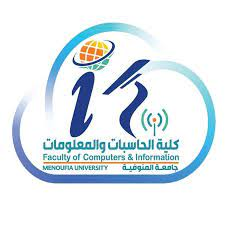 كلية الحاسبات والمعلومات
Faculty of Computers & Information
MENOUFIA UNIVERSITY جامعة المنوفية